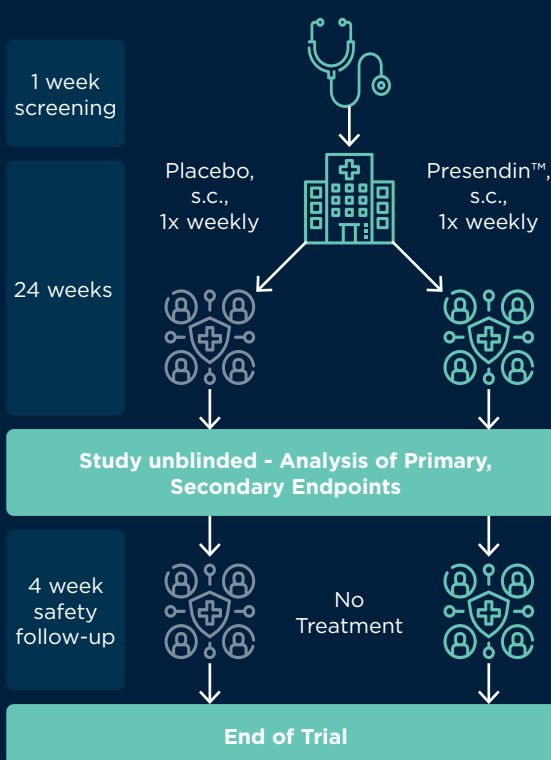 1 week
screening
Placebo,
s.c.,
1x weekly
Presendin™,
s.c.,
1x weekly
24 weeks
Study unblinded - Analysis of Primary,
Secondary Endpoints
4 week
safety
follow-up
No
Treatment
End of Trial